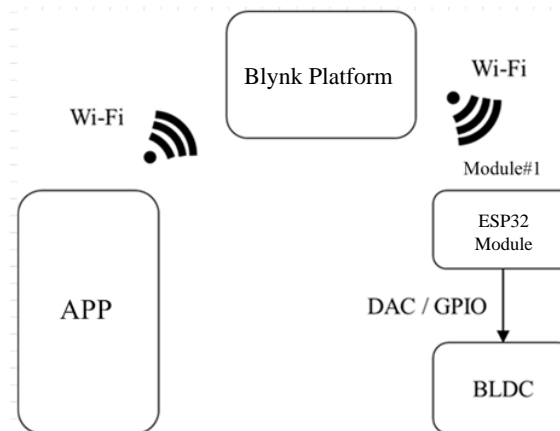 Blynk Platform
Wi-Fi
Wi-Fi
Module#1
ESP32
Module
APP
DAC / GPIO
BLDC